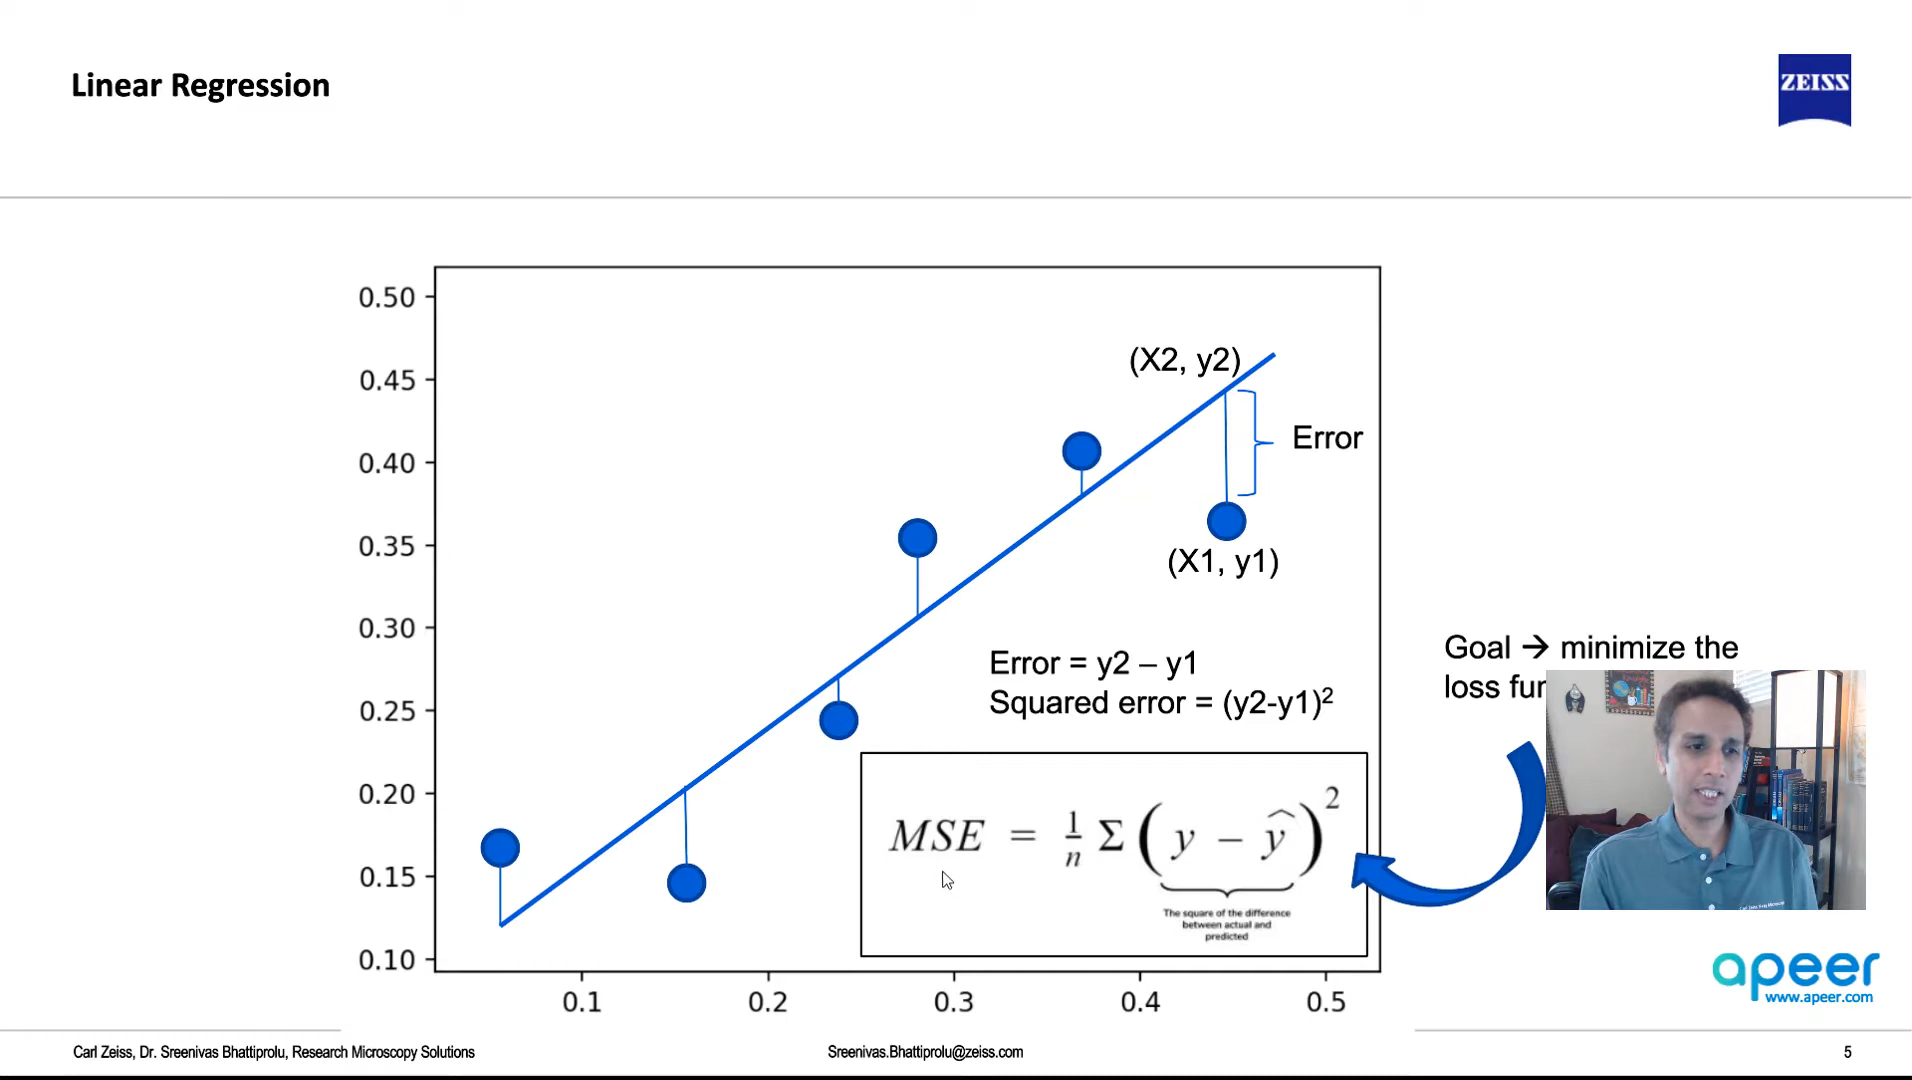 Linear Regression
ZEISS
0.50
0.45
0.40
0.35
0.30
0.25
0.20
0.15
0.10
(X2, y2)
Error
(X1, y1)
Error = y2 – y1
Squared error = (y2-y1)²
MSE = 1/n Σ (y − ŷ)²
The square of the difference
between actual and
predicted
Goal → minimize the
loss
0.1 0.2 0.3 0.4 0.5
apeer
www.apeer.com
Carl Zeiss, Dr. Sreenivas Bhattiprolu, Research Microscopy Solutions
Sreenivas.Bhattiprolu@zeiss.com
5